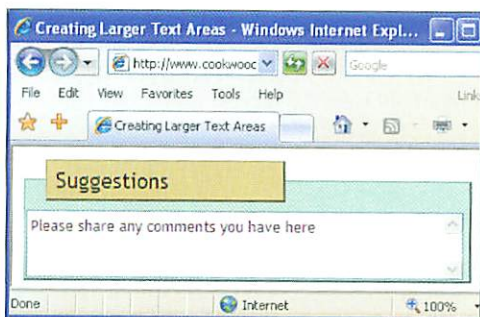 Creating Larger Text Areas - Windows Internet Expl...
http://www.cookwooc
Google
File Edit View Favorites Tools Help
Link
Creating Larger Text Areas
Suggestions
Please share any comments you have here
Done Internet 100%